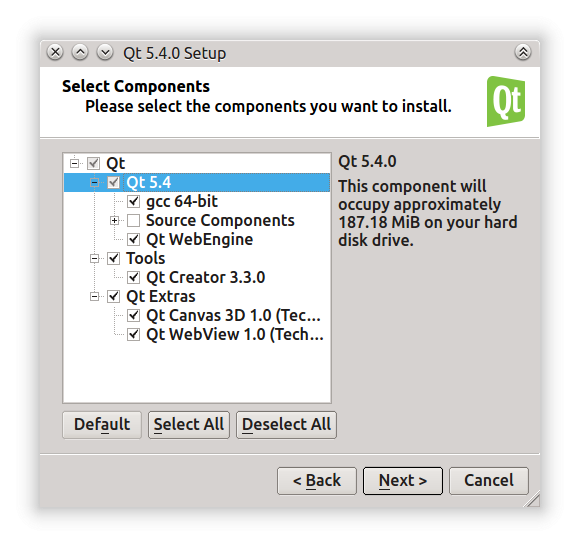 Qt 5.4.0 Setup
Select Components
Please select the components you want to install.
Qt
Qt
Qt 5.4
gcc 64-bit
Source Components
Qt WebEngine
Tools
Qt Creator 3.3.0
Qt Extras
Qt Canvas 3D 1.0 (Tec...
Qt WebView 1.0 (Tech...
Qt 5.4.0
This component will
occupy approximately
187.18 MiB on your hard
disk drive.
Default
Select All
Deselect All
< Back
Next >
Cancel